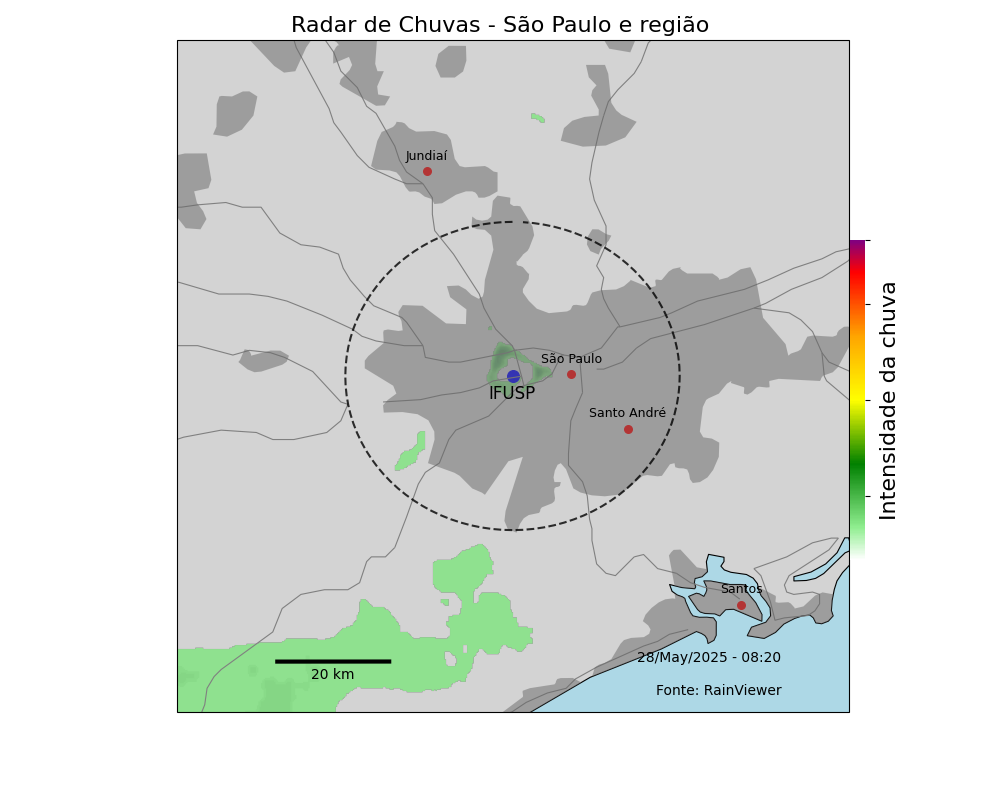 Radar de Chuvas - São Paulo e região
Jundiaí
São Paulo
IFUSP
Santo André
Santos
28/May/2025 - 08:20
20 km
Fonte: RainViewer
Intensidade da chuva